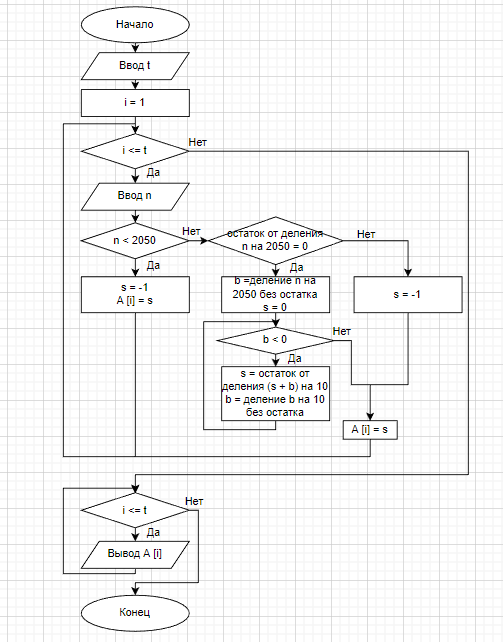 Начало
Ввод t
i = 1
i <= t
Нет
Да
Ввод n
n < 2050
Нет
Да
остаток от деления
n на 2050 = 0
Нет
Да
s = -1
A [i] = s
b =деление n на
2050 без остатка
s = 0
s = -1
b < 0
Нет
Да
s = остаток от
деления (s + b) на 10
b = деление b на 10
без остатка
A [i] = s
i <= t
Нет
Да
Вывод A [i]
Конец